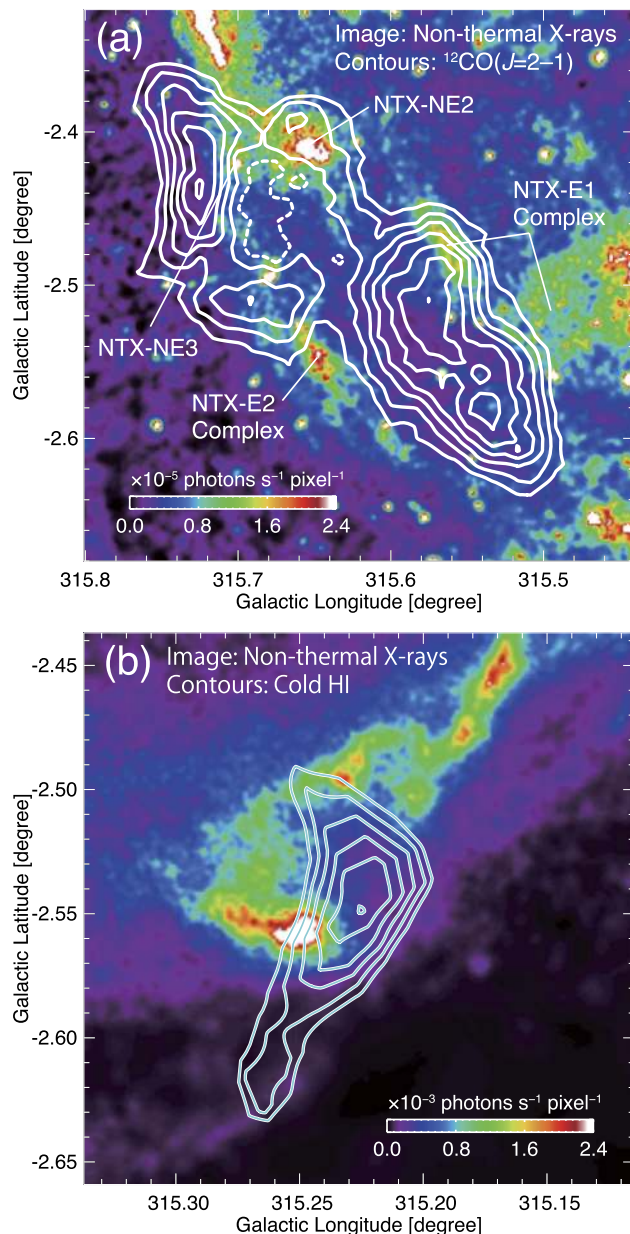 (a)
Image: Non-thermal X-rays
Contours: ¹²CO(J=2–1)
NTX-NE2
NTX-E1
Complex
NTX-NE3
NTX-E2
Complex
×10⁻⁵ photons s⁻¹ pixel⁻¹
0.0 0.8 1.6 2.4
-2.4
-2.5
-2.6
Galactic Latitude [degree]
315.8 315.7 315.6 315.5
Galactic Longitude [degree]
(b)
Image: Non-thermal X-rays
Contours: Cold HI
-2.45
-2.50
-2.55
-2.60
-2.65
Galactic Latitude [degree]
×10⁻³ photons s⁻¹ pixel⁻¹
0.0 0.8 1.6 2.4
315.30 315.25 315.20 315.15
Galactic Longitude [degree]